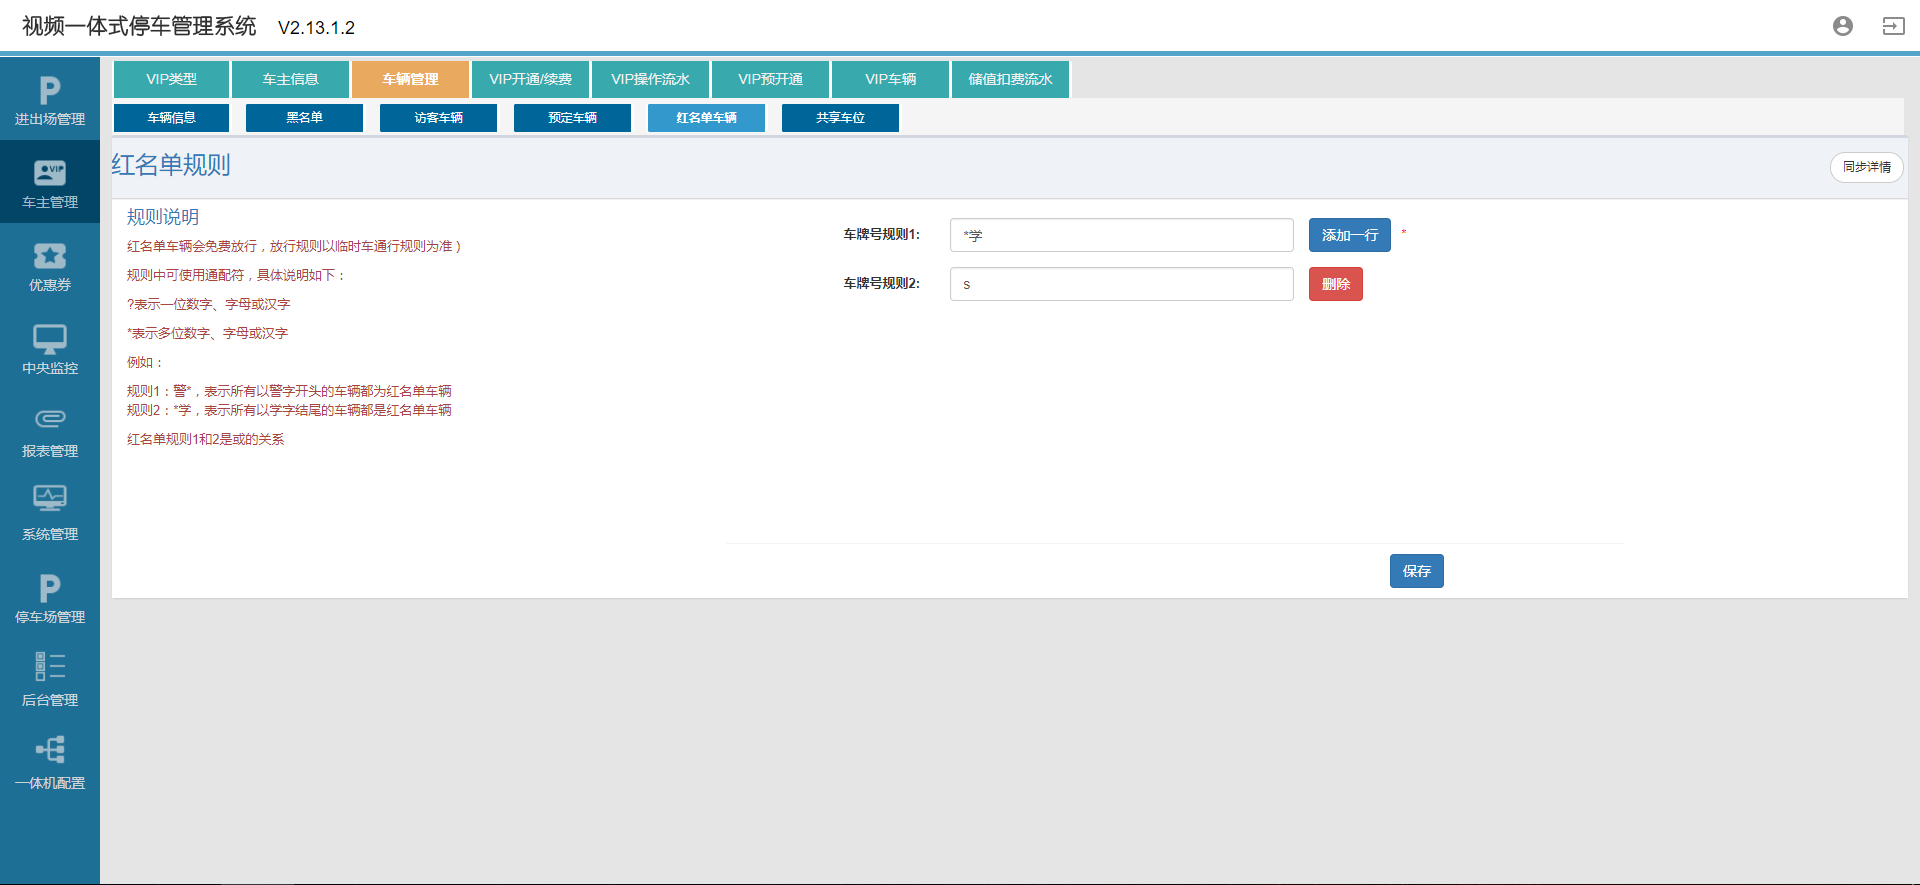 视频一体式停车管理系统 V2.13.1.2
进出场管理
VIP
车主管理
优惠券
中央监控
报表管理
系统管理
停车场管理
后台管理
一体机配置
VIP类型 车主信息 车辆管理 VIP开通/续费 VIP操作流水 VIP预开通 VIP车辆 储值扣费流水
车辆信息 黑名单 访客车辆 预定车辆 红名单车辆 共享车位
红名单规则 同步详情
规则说明
红名单车辆会免费放行，放行规则以临时车通行规则为准）
规则中可使用通配符，具体说明如下：
?表示一位数字、字母或汉字
*表示多位数字、字母或汉字
例如：
规则1：警*，表示所有以警字开头的车辆都为红名单车辆
规则2：*学，表示所有以学字结尾的车辆都是红名单车辆
红名单规则1和2是或的关系
车牌号规则1: *学 添加一行 *
车牌号规则2: s 删除
保存